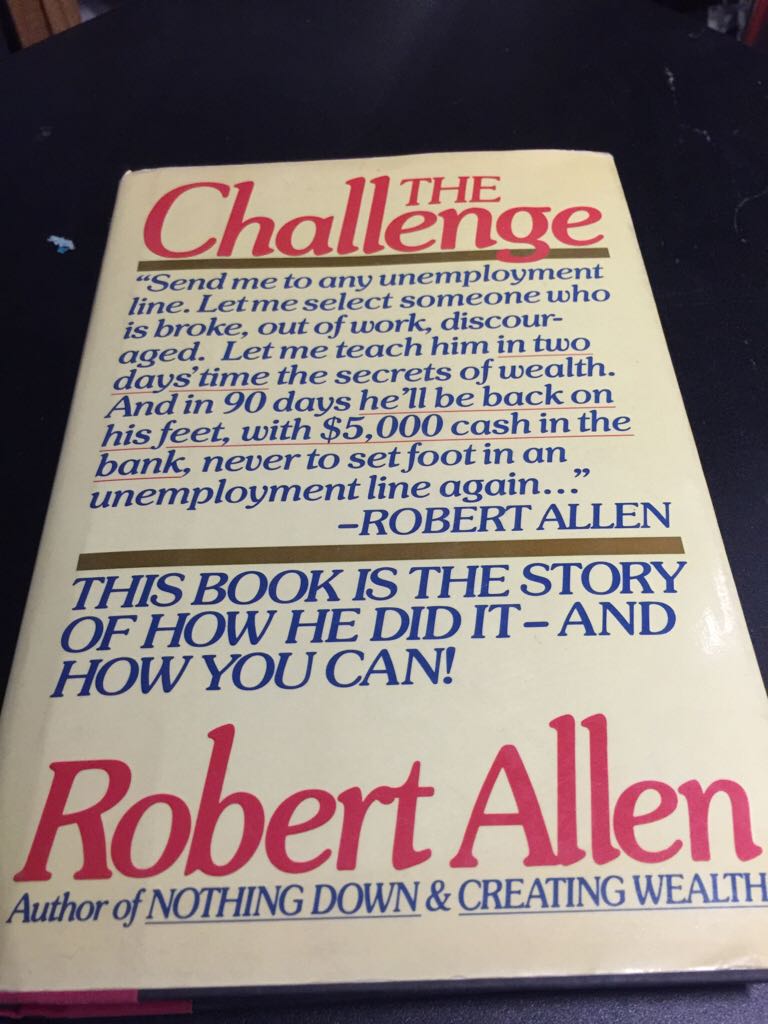 THE
Challenge
“Send me to any unemployment
line. Let me select someone who
is broke, out of work, discour-
aged. Let me teach him in two
days' time the secrets of wealth.
And in 90 days he'll be back on
his feet, with $5,000 cash in the
bank, never to set foot in an
unemployment line again...”
–ROBERT ALLEN
THIS BOOK IS THE STORY
OF HOW HE DID IT–AND
HOW YOU CAN!
Robert Allen
Author of NOTHING DOWN & CREATING WEALTH